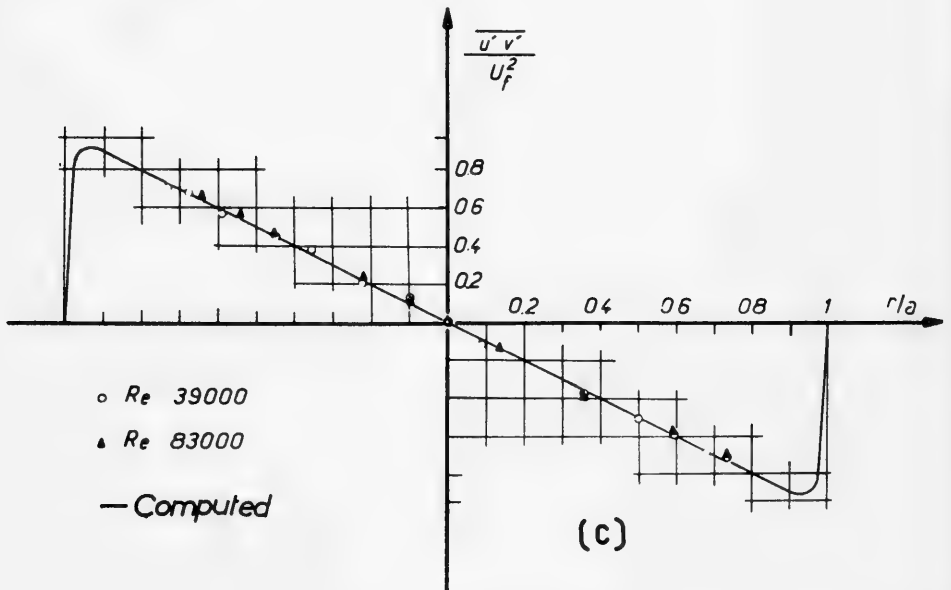 u' v'
U_f^2
0.8
0.6
0.4
0.2
0.2 0.4 0.6 0.8 1 r/a
○ Re 39000
▲ Re 83000
— Computed
(c)